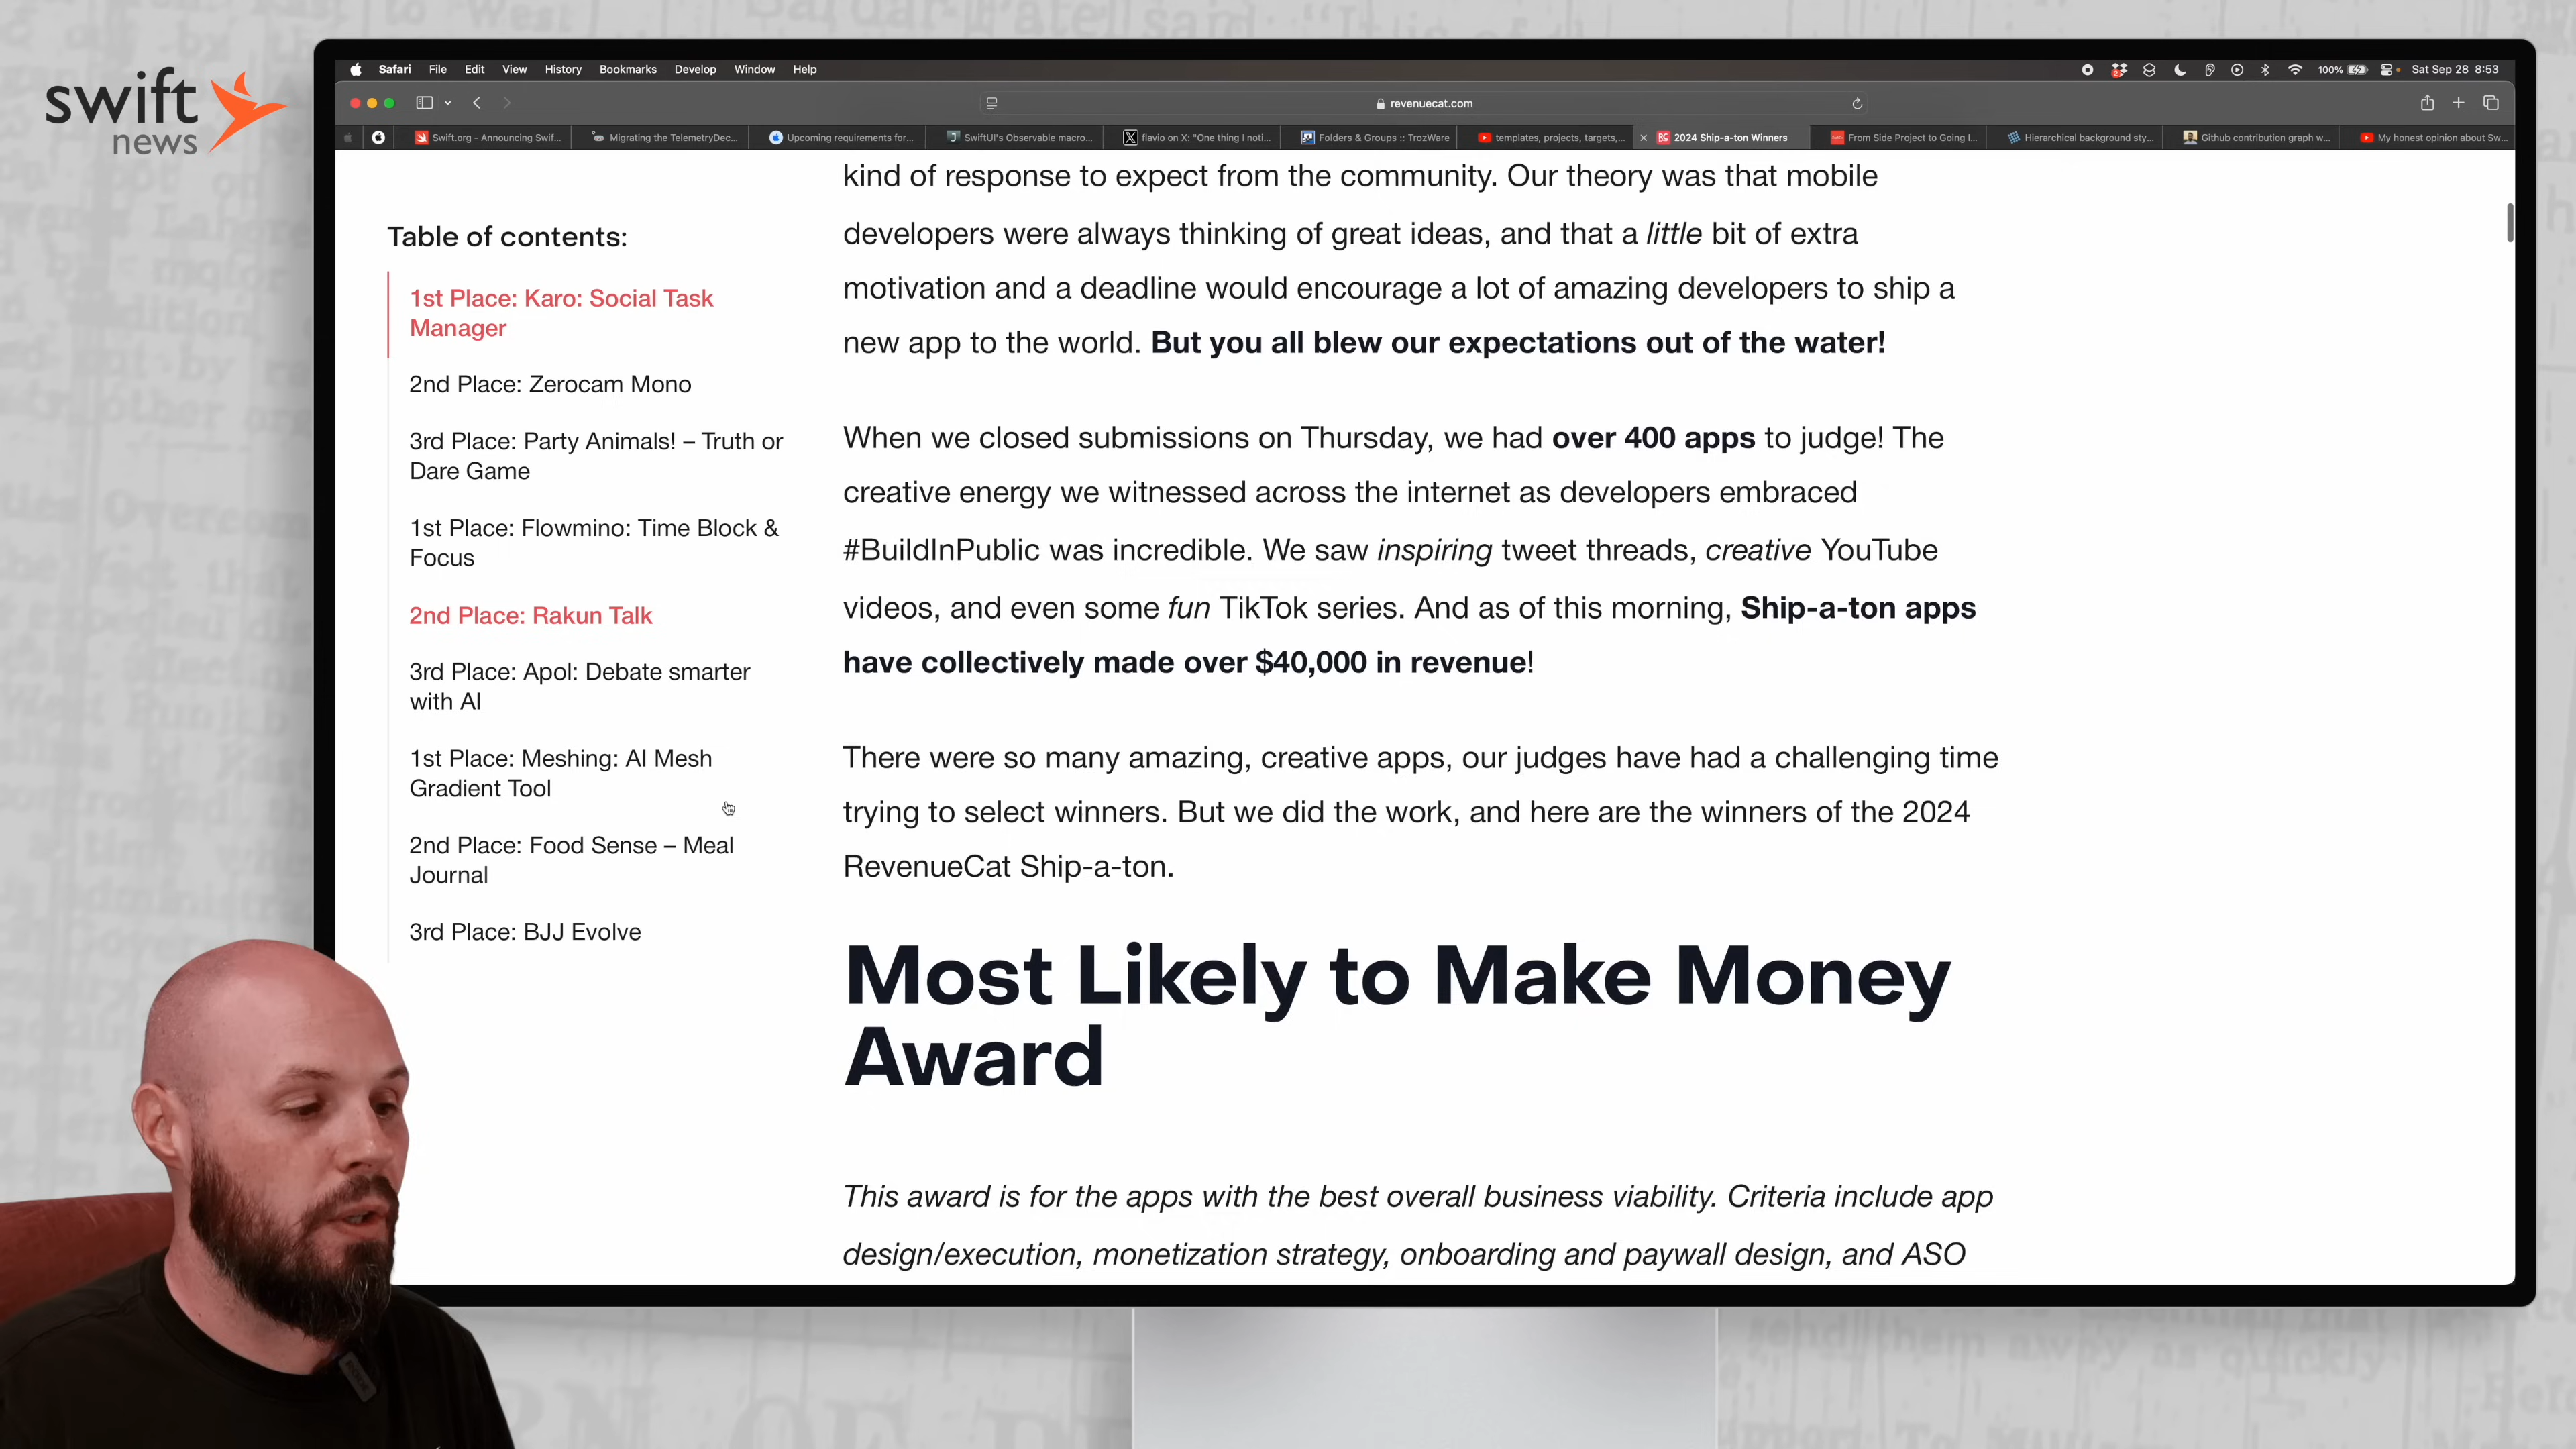 swift
news
Safari File Edit View History Bookmarks Develop Window Help
100% Sat Sep 28 8:53
revenuecat.com
Swift.org - Announcing Swif...
Migrating the TelemetryDec...
Upcoming requirements for...
SwiftUI's Observable macro...
flavio on X: "One thing I noti...
Folders & Groups :: TrozWare
templates, projects, targets,...
2024 Ship-a-ton Winners
From Side Project to Going I...
Hierarchical background sty...
Github contribution graph w...
My honest opinion about Sw...
Table of contents:
1st Place: Karo: Social Task
Manager
2nd Place: Zerocam Mono
3rd Place: Party Animals! – Truth or
Dare Game
1st Place: Flowmino: Time Block &
Focus
2nd Place: Rakun Talk
3rd Place: Apol: Debate smarter
with AI
1st Place: Meshing: AI Mesh
Gradient Tool
2nd Place: Food Sense – Meal
Journal
3rd Place: BJJ Evolve
kind of response to expect from the community. Our theory was that mobile
developers were always thinking of great ideas, and that a little bit of extra
motivation and a deadline would encourage a lot of amazing developers to ship a
new app to the world. But you all blew our expectations out of the water!
When we closed submissions on Thursday, we had over 400 apps to judge! The
creative energy we witnessed across the internet as developers embraced
#BuildInPublic was incredible. We saw inspiring tweet threads, creative YouTube
videos, and even some fun TikTok series. And as of this morning, Ship-a-ton apps
have collectively made over $40,000 in revenue!
There were so many amazing, creative apps, our judges have had a challenging time
trying to select winners. But we did the work, and here are the winners of the 2024
RevenueCat Ship-a-ton.
Most Likely to Make Money
Award
This award is for the apps with the best overall business viability. Criteria include app
design/execution, monetization strategy, onboarding and paywall design, and ASO